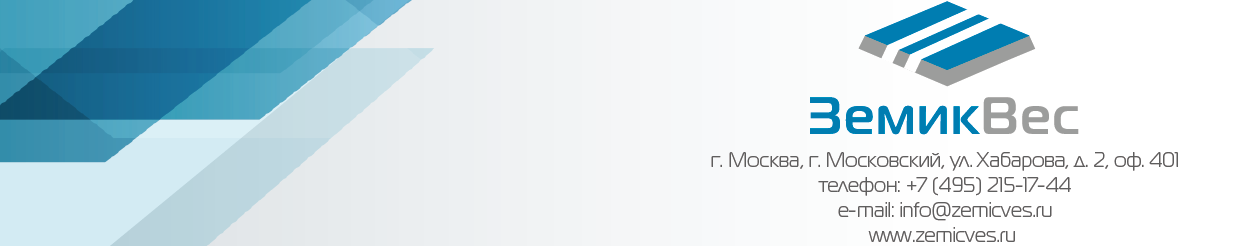 ЗемикВес
г. Москва, г. Московский, ул. Хабарова, д. 2, оф. 401
телефон: +7 (495) 215-17-44
e-mail: info@zemicves.ru
www.zemicves.ru